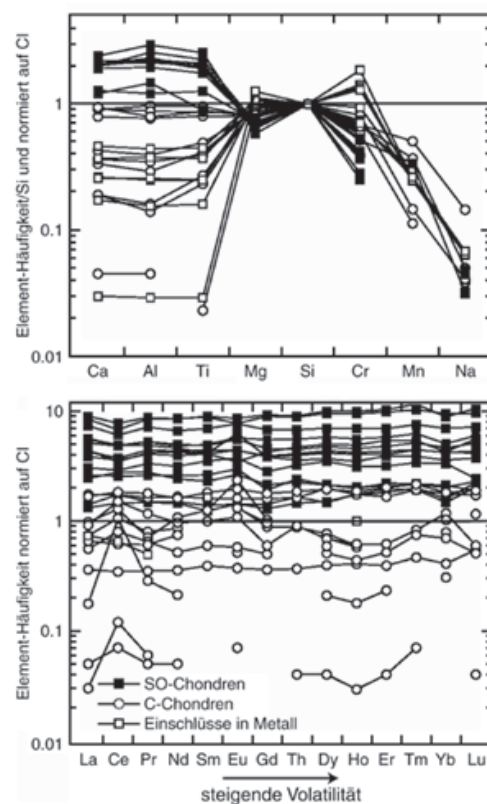 Element-Häufigkeit/Si und normiert auf CI
1
0.1
0.01
Ca Al Ti Mg Si Cr Mn Na
Element-Häufigkeit normiert auf CI
10
1
0.1
0.01
SO-Chondren
C-Chondren
Einschlüsse in Metall
La Ce Pr Nd Sm Eu Gd Th Dy Ho Er Tm Yb Lu
steigende Volatilität